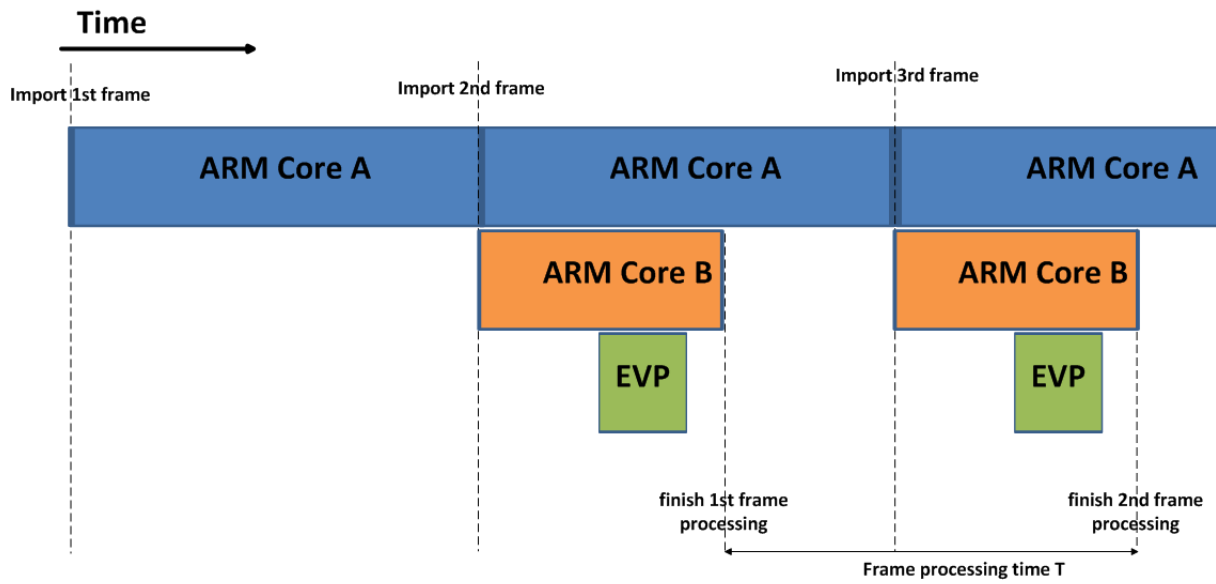 Time
Import 1st frame
Import 2nd frame
Import 3rd frame
ARM Core A
ARM Core A
ARM Core A
ARM Core B
ARM Core B
EVP
EVP
finish 1st frame
processing
finish 2nd frame
processing
Frame processing time T